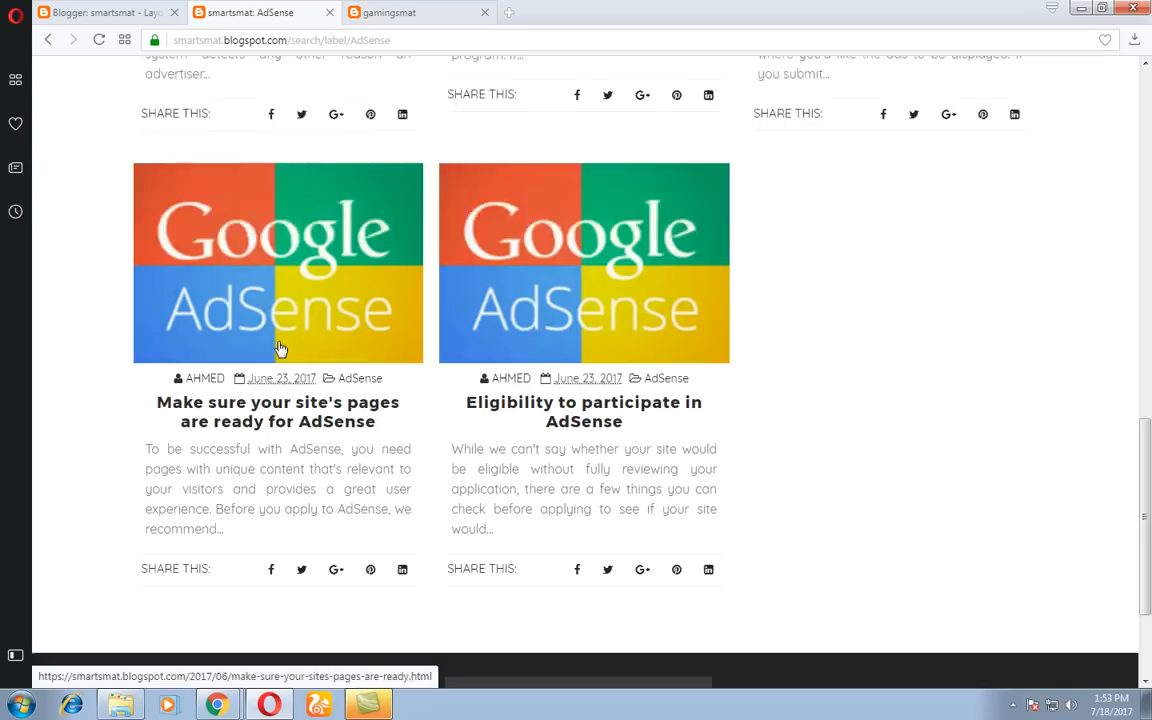 Blogger: smartsmat - Layo
smartsmat: AdSense
gamingsmat
smartsmat.blogspot.com/search/label/AdSense
advertiser...
you submit...
SHARE THIS:
SHARE THIS:
SHARE THIS:
Google
AdSense
Google
AdSense
AHMED June 23, 2017 AdSense
Make sure your site's pages
are ready for AdSense
To be successful with AdSense, you need
pages with unique content that's relevant to
your visitors and provides a great user
experience. Before you apply to AdSense, we
recommend...
SHARE THIS:
AHMED June 23, 2017 AdSense
Eligibility to participate in
AdSense
While we can't say whether your site would
be eligible without fully reviewing your
application, there are a few things you can
check before applying to see if your site
would...
SHARE THIS:
https://smartsmat.blogspot.com/2017/06/make-sure-your-sites-pages-are-ready.html
1:53 PM
7/18/2017